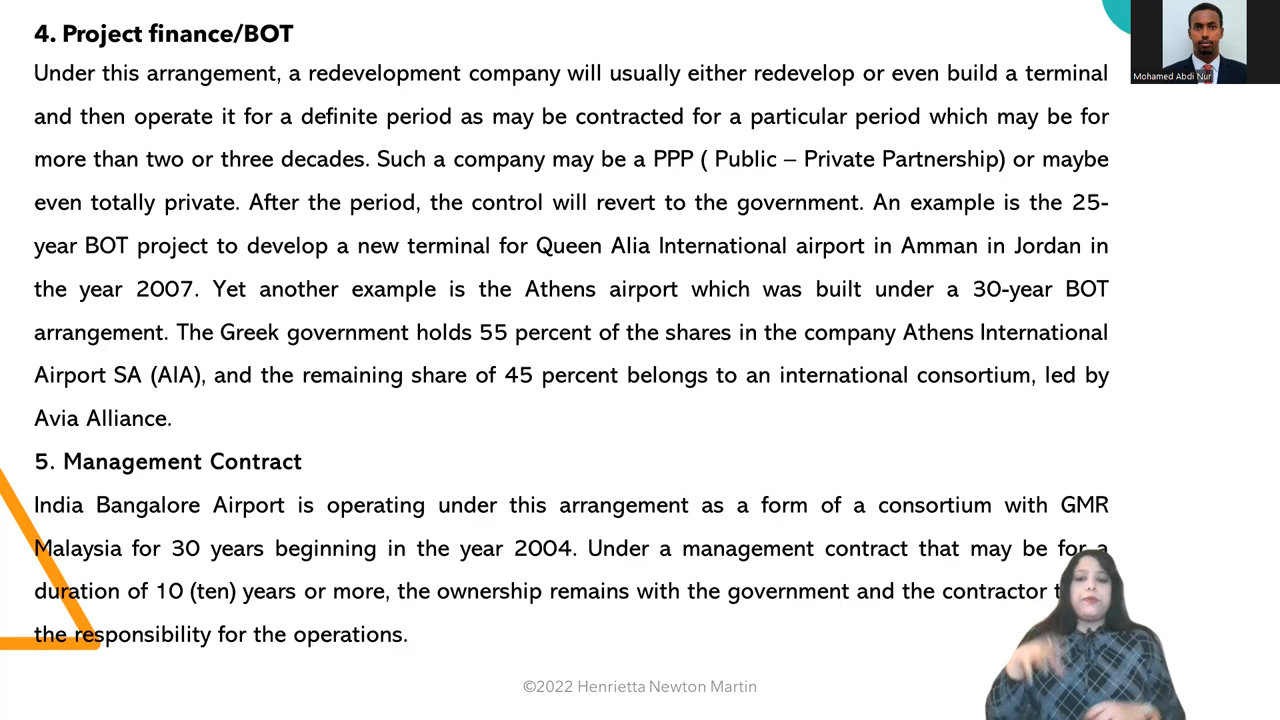 4. Project finance/BOT
Under this arrangement, a redevelopment company will usually either redevelop or even build a terminal
and then operate it for a definite period as may be contracted for a particular period which may be for
more than two or three decades. Such a company may be a PPP ( Public – Private Partnership) or maybe
even totally private. After the period, the control will revert to the government. An example is the 25-
year BOT project to develop a new terminal for Queen Alia International airport in Amman in Jordan in
the year 2007. Yet another example is the Athens airport which was built under a 30-year BOT
arrangement. The Greek government holds 55 percent of the shares in the company Athens International
Airport SA (AIA), and the remaining share of 45 percent belongs to an international consortium, led by
Avia Alliance.
5. Management Contract
India Bangalore Airport is operating under this arrangement as a form of a consortium with GMR
Malaysia for 30 years beginning in the year 2004. Under a management contract that may be for a
duration of 10 (ten) years or more, the ownership remains with the government and the contractor
the responsibility for the operations.
©2022 Henrietta Newton Martin
Mohamed Abdi Nur